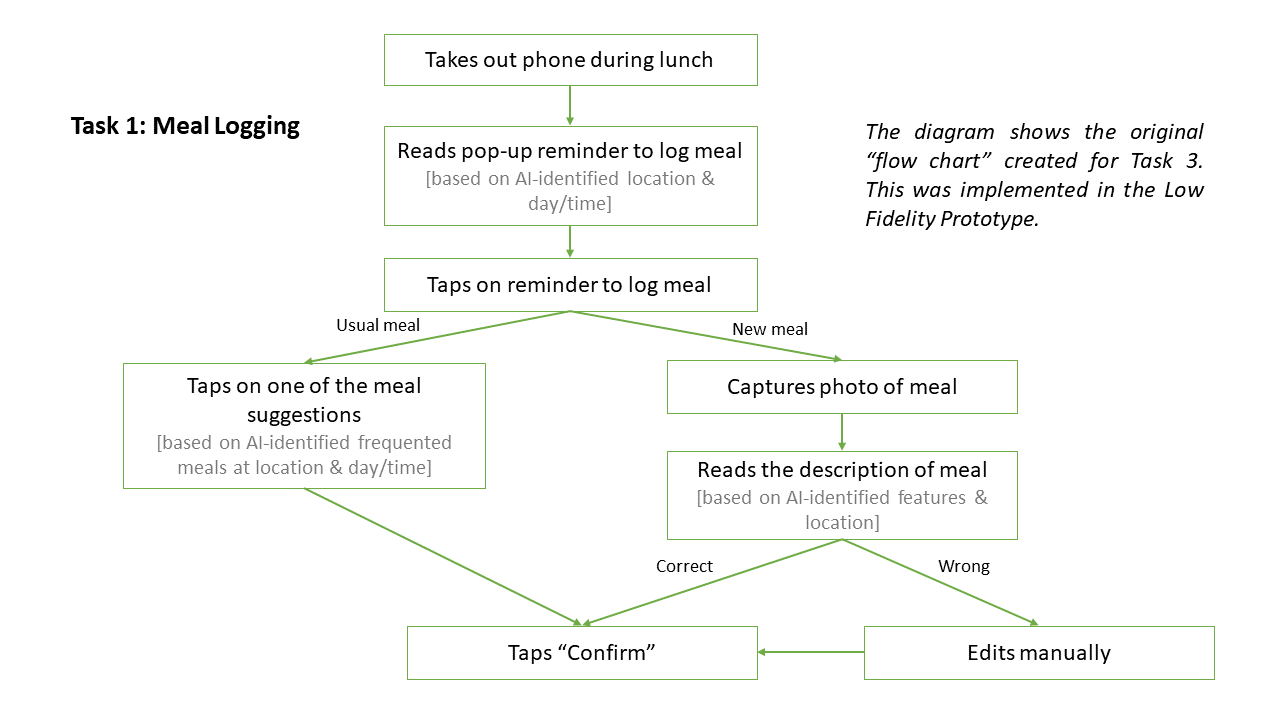 Takes out phone during lunch
Task 1: Meal Logging
The diagram shows the original
“flow chart” created for Task 3.
This was implemented in the Low
Fidelity Prototype.
Reads pop-up reminder to log meal
[based on AI-identified location &
day/time]
Taps on reminder to log meal
Usual meal
New meal
Taps on one of the meal
suggestions
[based on AI-identified frequented
meals at location & day/time]
Captures photo of meal
Reads the description of meal
[based on AI-identified features &
location]
Correct
Wrong
Taps “Confirm”
Edits manually